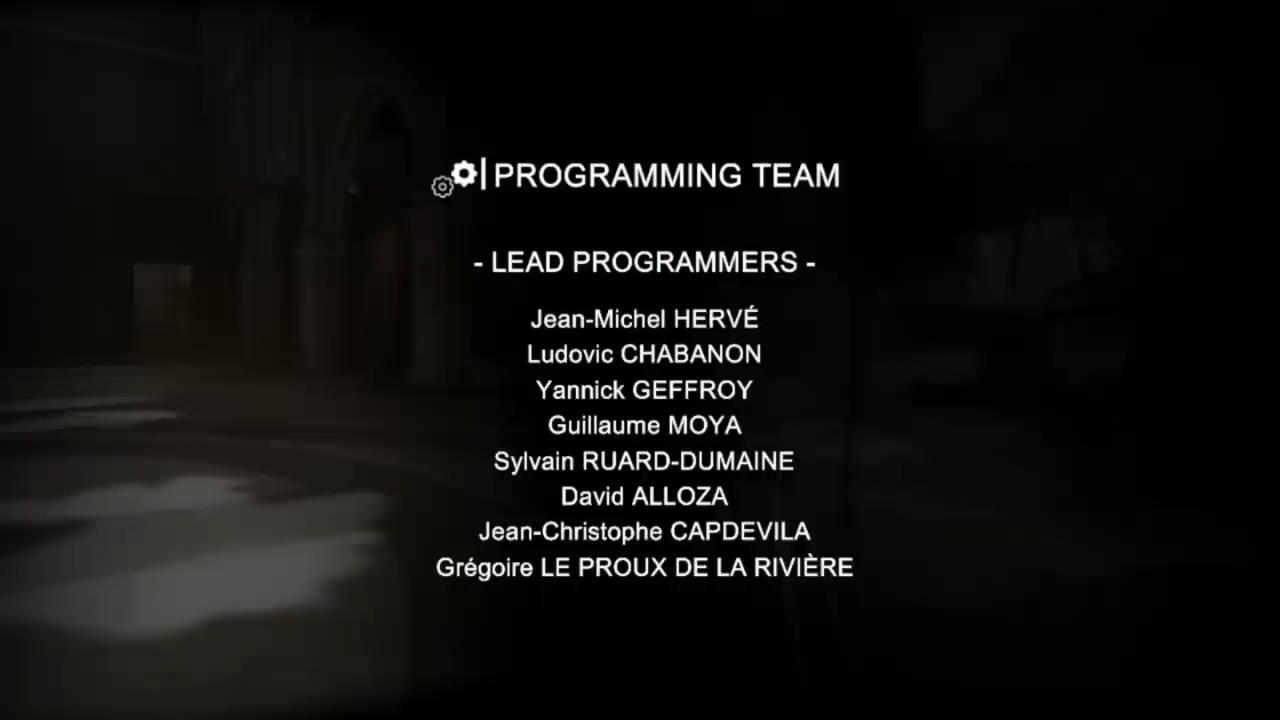 PROGRAMMING TEAM
- LEAD PROGRAMMERS -
Jean-Michel HERVÉ
Ludovic CHABANON
Yannick GEFFROY
Guillaume MOYA
Sylvain RUARD-DUMAINE
David ALLOZA
Jean-Christophe CAPDEVILA
Grégoire LE PROUX DE LA RIVIÈRE